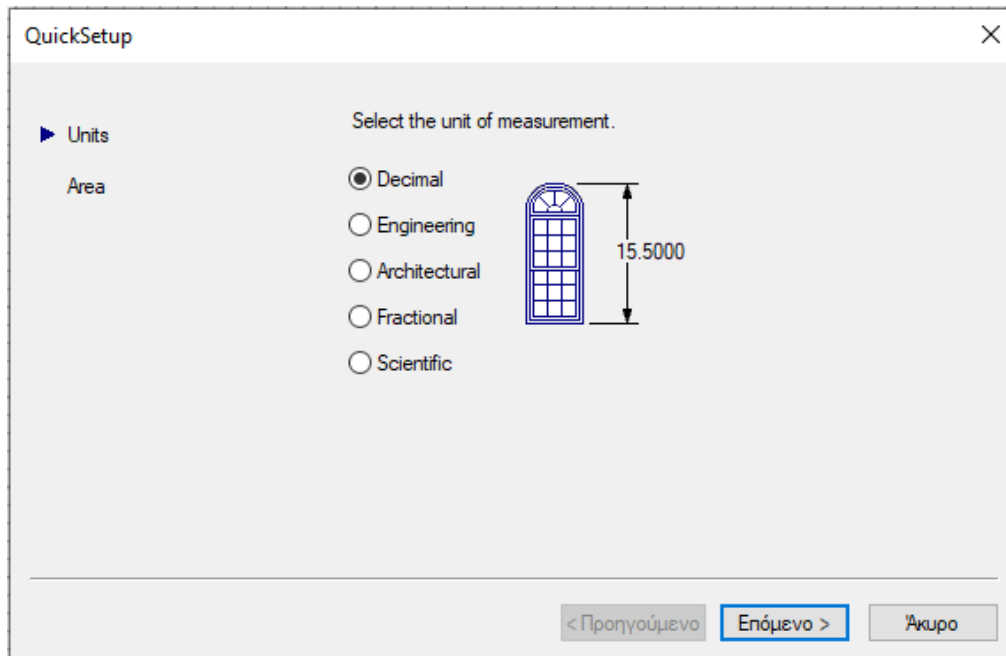 QuickSetup
Units
Area
Select the unit of measurement.
Decimal
Engineering
Architectural
Fractional
Scientific
15.5000
< Προηγούμενο
Επόμενο >
Άκυρο